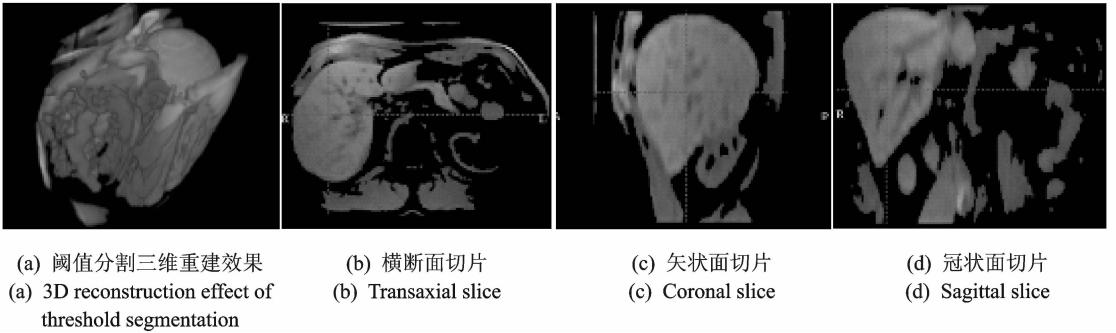 R
L
A
P
R
(a) 阈值分割三维重建效果
(b) 横断面切片
(c) 矢状面切片
(d) 冠状面切片
(a) 3D reconstruction effect of
threshold segmentation
(b) Transaxial slice
(c) Coronal slice
(d) Sagittal slice